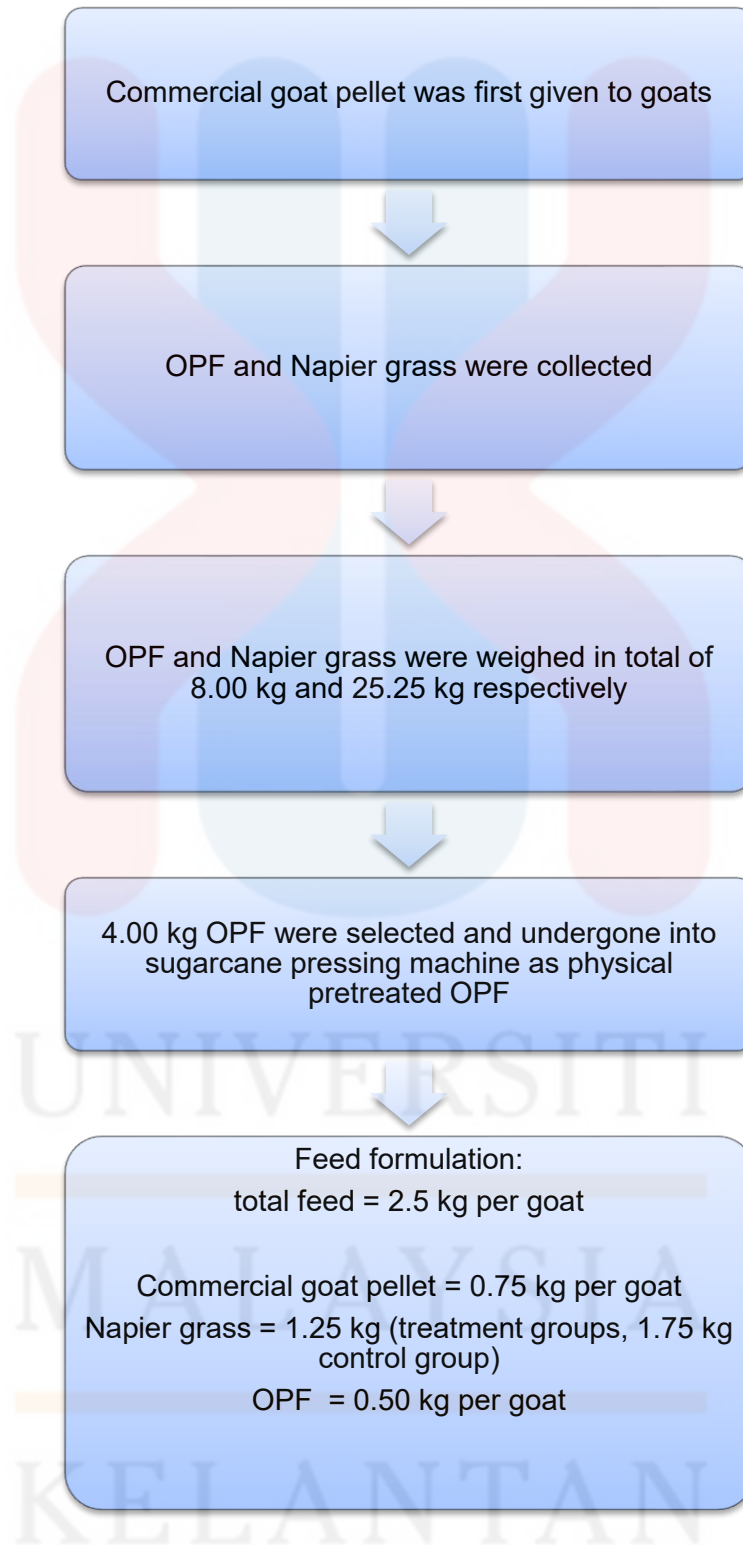 Commercial goat pellet was first given to goats
OPF and Napier grass were collected
OPF and Napier grass were weighed in total of
8.00 kg and 25.25 kg respectively
4.00 kg OPF were selected and undergone into
sugarcane pressing machine as physical
pretreated OPF
UNIVERSITI
Feed formulation:
total feed = 2.5 kg per goat
MALAYSIA
Commercial goat pellet = 0.75 kg per goat
Napier grass = 1.25 kg (treatment groups, 1.75 kg
control group)
OPF = 0.50 kg per goat
KELANTAN